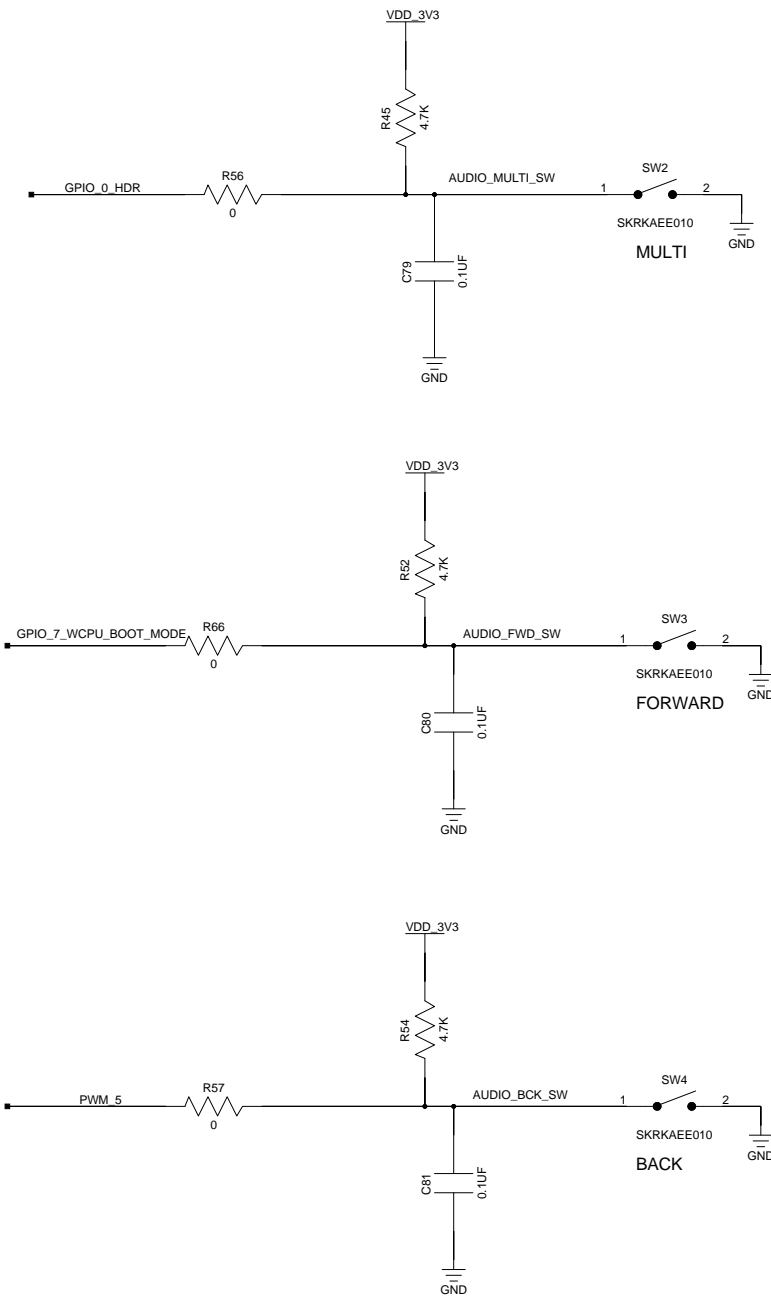 VDD_3V3
R45
4.7K
GPIO_0_HDR
R56
0
AUDIO_MULTI_SW
1
SW2
2
SKRKAEE010
MULTI
GND
C79
0.1UF
GND
VDD_3V3
R52
4.7K
GPIO_7_WCPU_BOOT_MODE
R66
0
AUDIO_FWD_SW
1
SW3
2
SKRKAEE010
FORWARD
GND
C80
0.1UF
GND
VDD_3V3
R54
4.7K
PWM_5
R57
0
AUDIO_BCK_SW
1
SW4
2
SKRKAEE010
BACK
GND
C81
0.1UF
GND